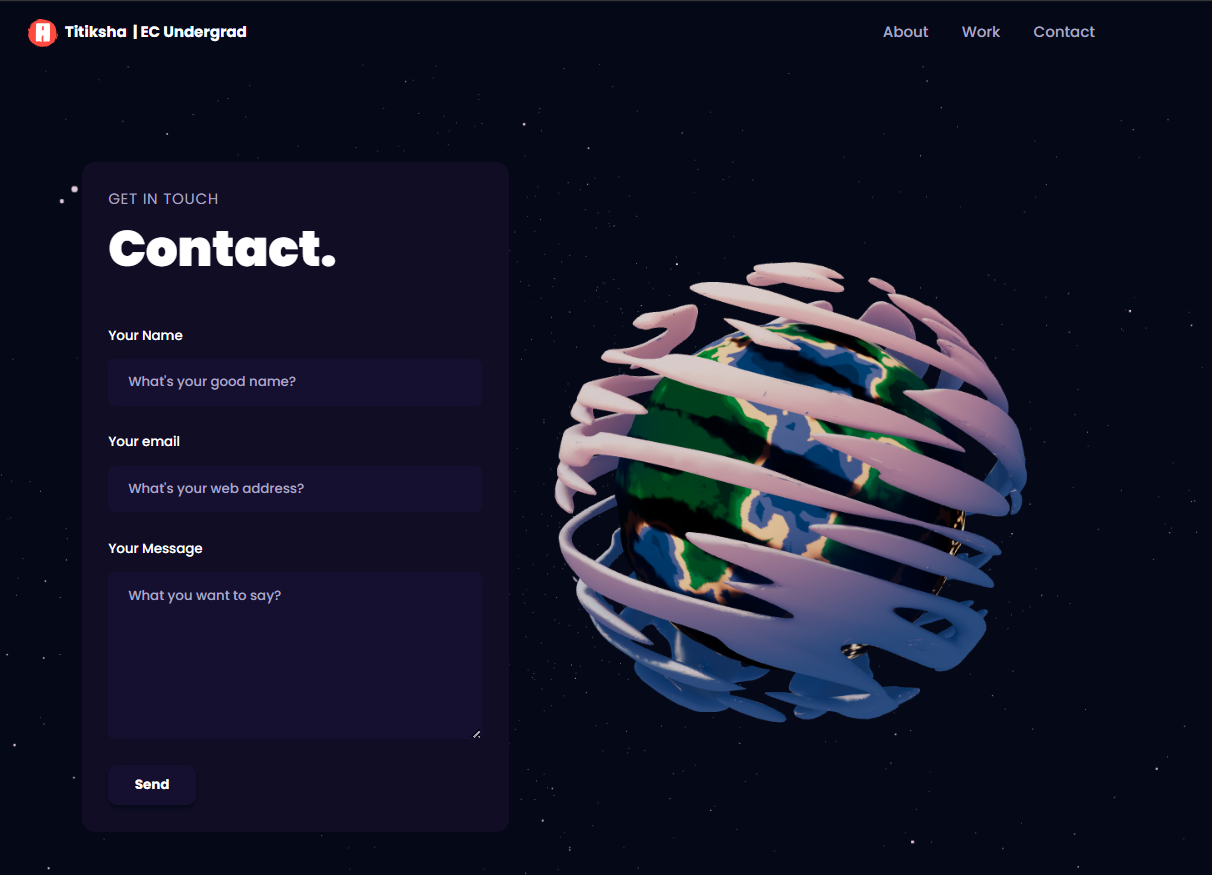 Titiksha | EC Undergrad
About Work Contact
GET IN TOUCH
Contact.
Your Name
What's your good name?
Your email
What's your web address?
Your Message
What you want to say?
Send